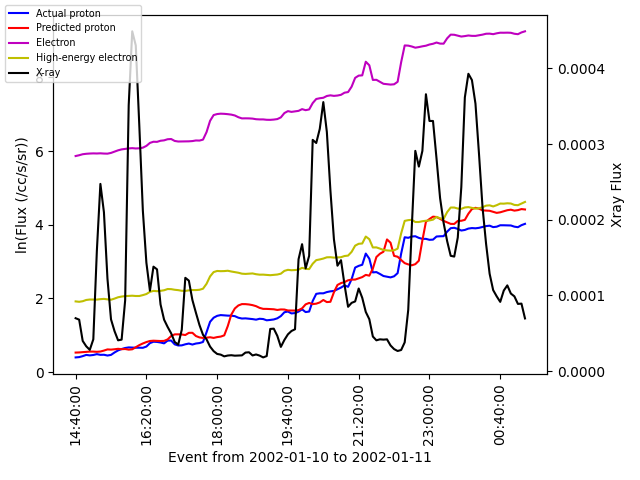 Actual proton
Predicted proton
Electron
High-energy electron
X-ray
8
6
4
2
0
ln(Flux (/cc/s/sr))
0.0004
0.0003
0.0002
0.0001
0.0000
Xray Flux
14:40:00
16:20:00
18:00:00
19:40:00
21:20:00
23:00:00
00:40:00
Event from 2002-01-10 to 2002-01-11